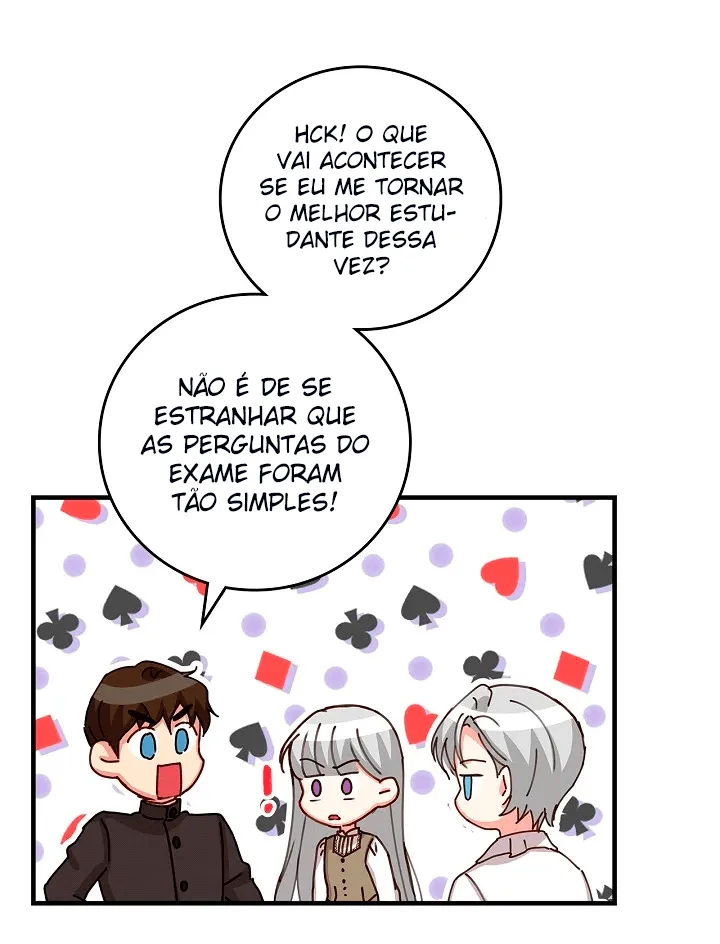 HCK! O QUE
VAI ACONTECER
SE EU ME TORNAR
O MELHOR ESTU-
DANTE DESSA
VEZ?
NÃO É DE SE
ESTRANHAR QUE
AS PERGUNTAS DO
EXAME FORAM
TÃO SIMPLES!
!